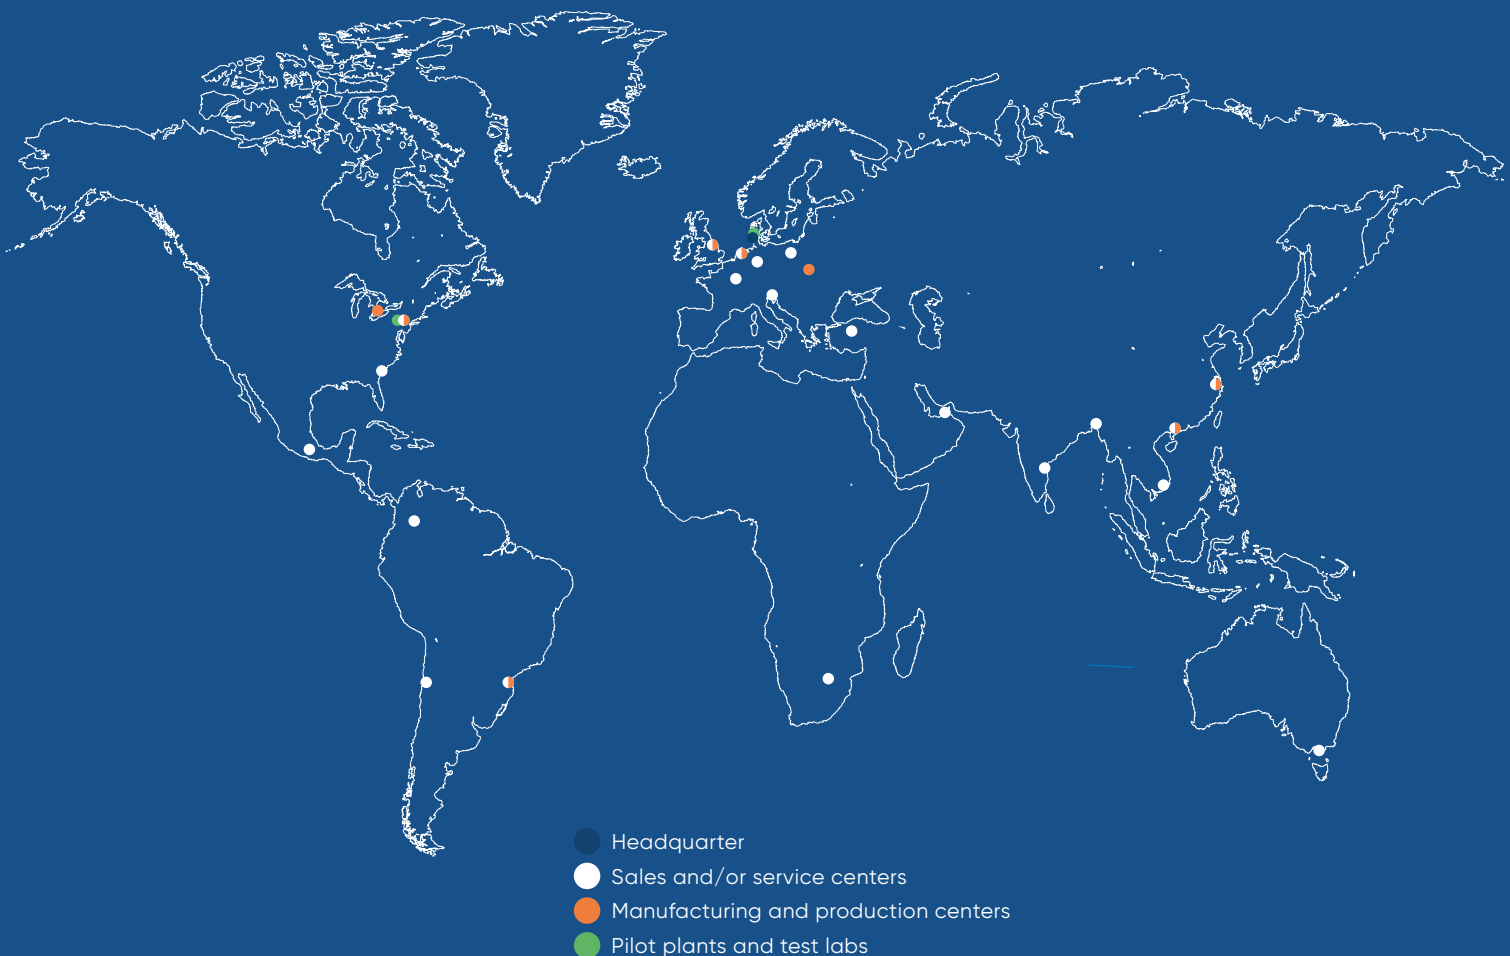 Headquarter
Sales and/or service centers
Manufacturing and production centers
Pilot plants and test labs